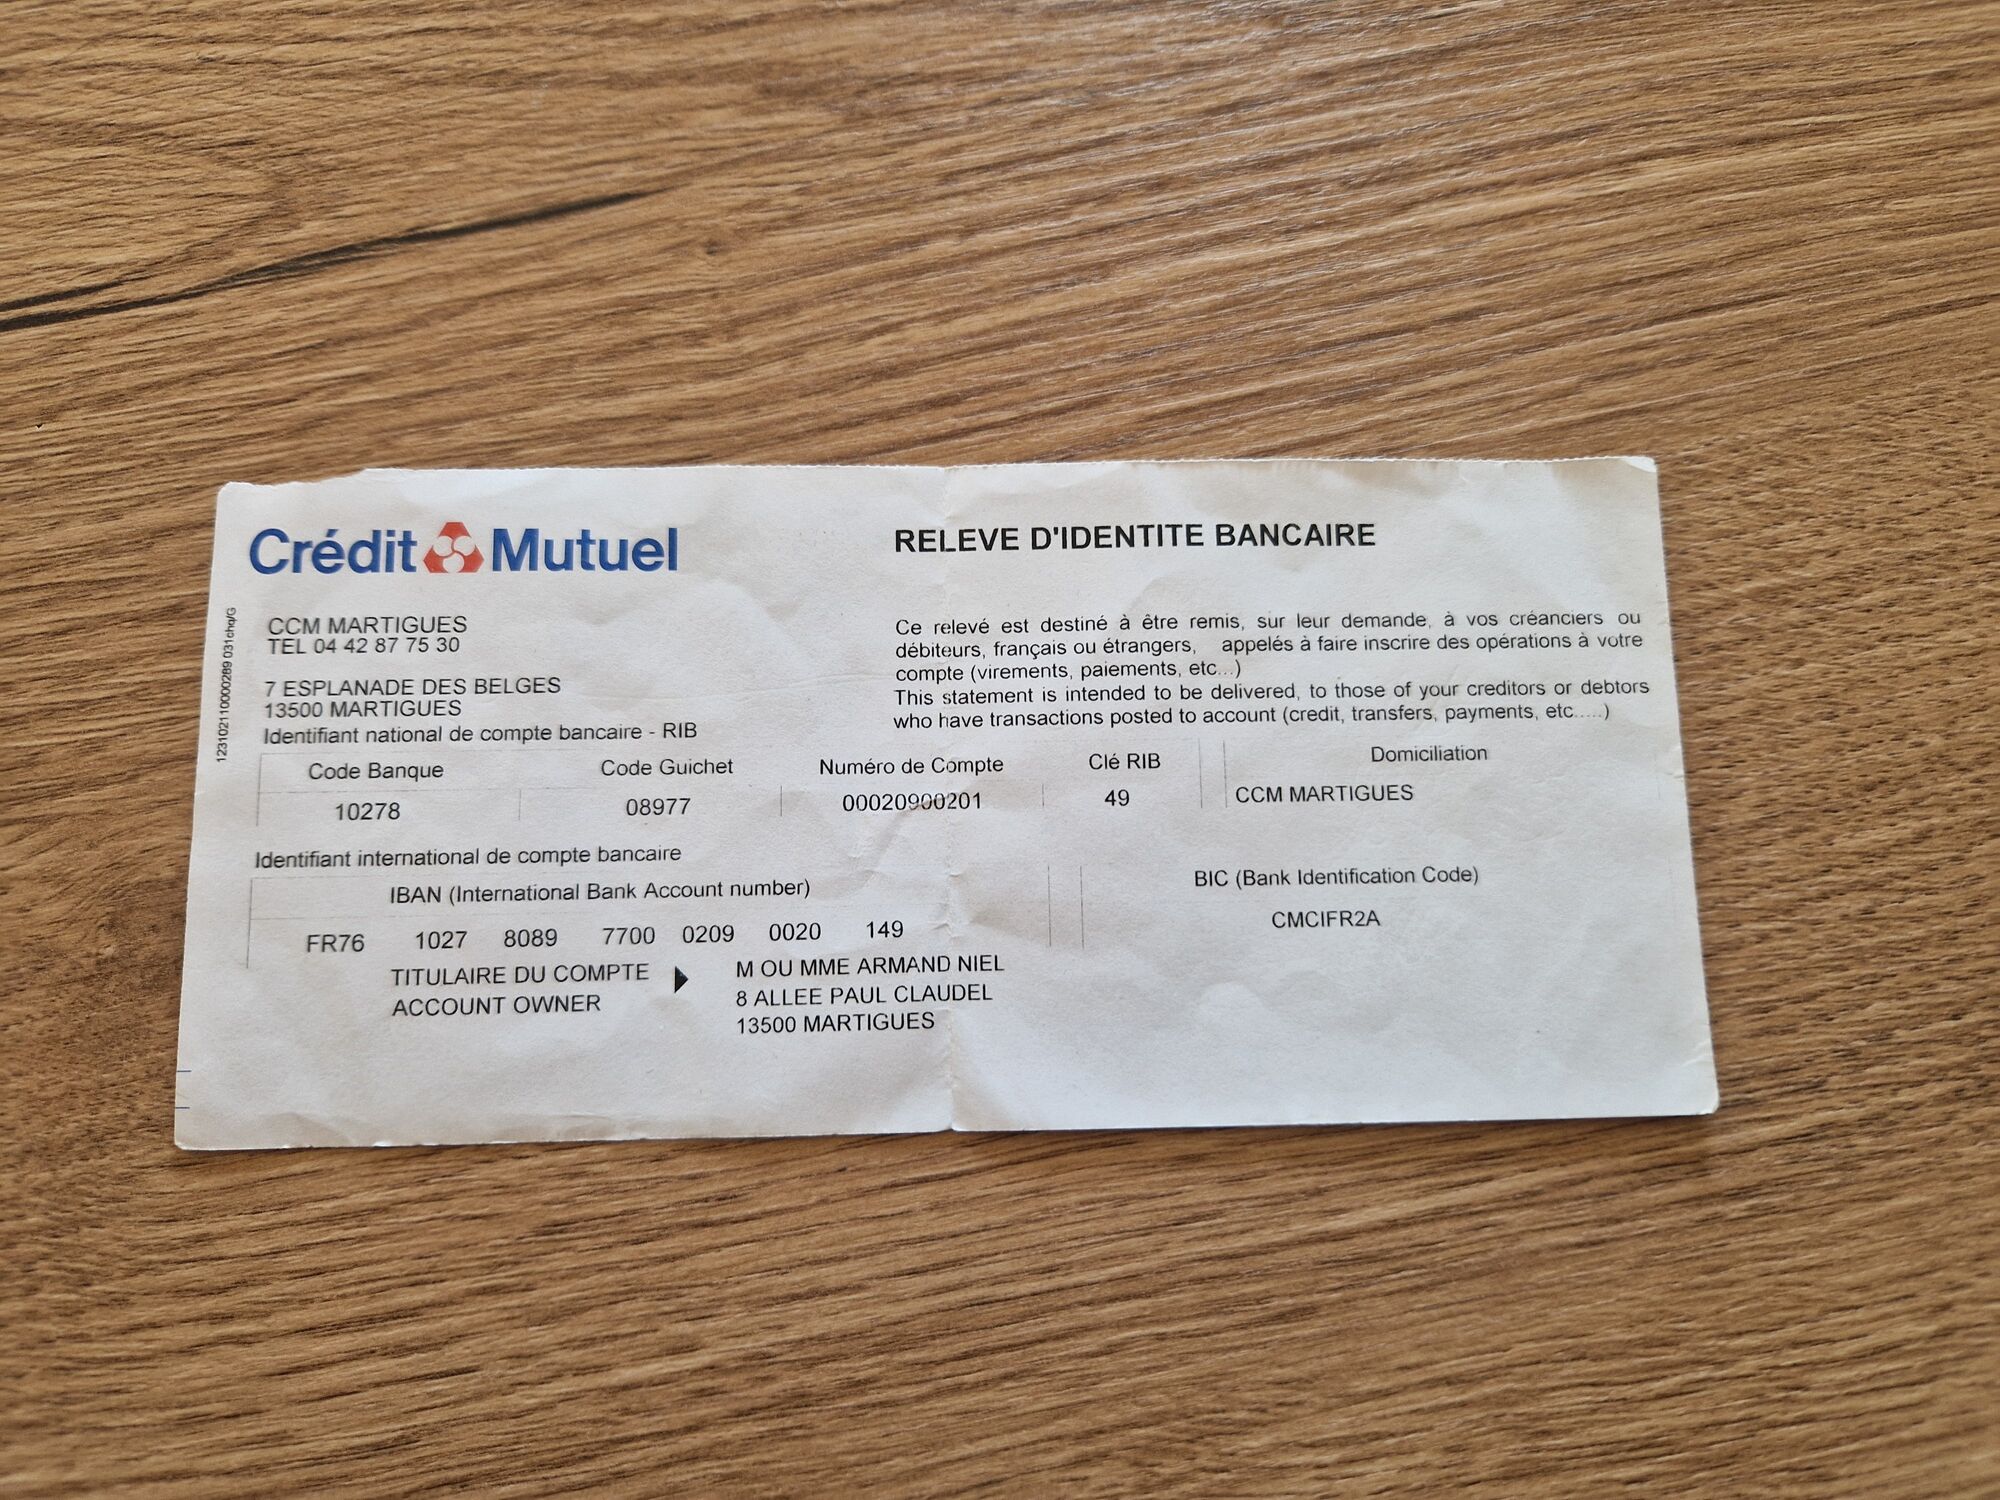 Crédit Mutuel
RELEVE D'IDENTITE BANCAIRE
CCM MARTIGUES
TEL 04 42 87 75 30
7 ESPLANADE DES BELGES
13500 MARTIGUES
Ce relevé est destiné à être remis, sur leur demande, à vos créanciers ou
débiteurs, français ou étrangers, appelés à faire inscrire des opérations à votre
compte (virements, paiements, etc...)
This statement is intended to be delivered, to those of your creditors or debtors
who have transactions posted to account (credit, transfers, payments, etc.....)
123102110000289 031chq/G
Identifiant national de compte bancaire - RIB
Code Banque Code Guichet Numéro de Compte Clé RIB Domiciliation
10278 08977 00020900201 49 CCM MARTIGUES
Identifiant international de compte bancaire
IBAN (International Bank Account number) BIC (Bank Identification Code)
FR76 1027 8089 7700 0209 0020 149 CMCIFR2A
TITULAIRE DU COMPTE M OU MME ARMAND NIEL
ACCOUNT OWNER 8 ALLEE PAUL CLAUDEL
13500 MARTIGUES